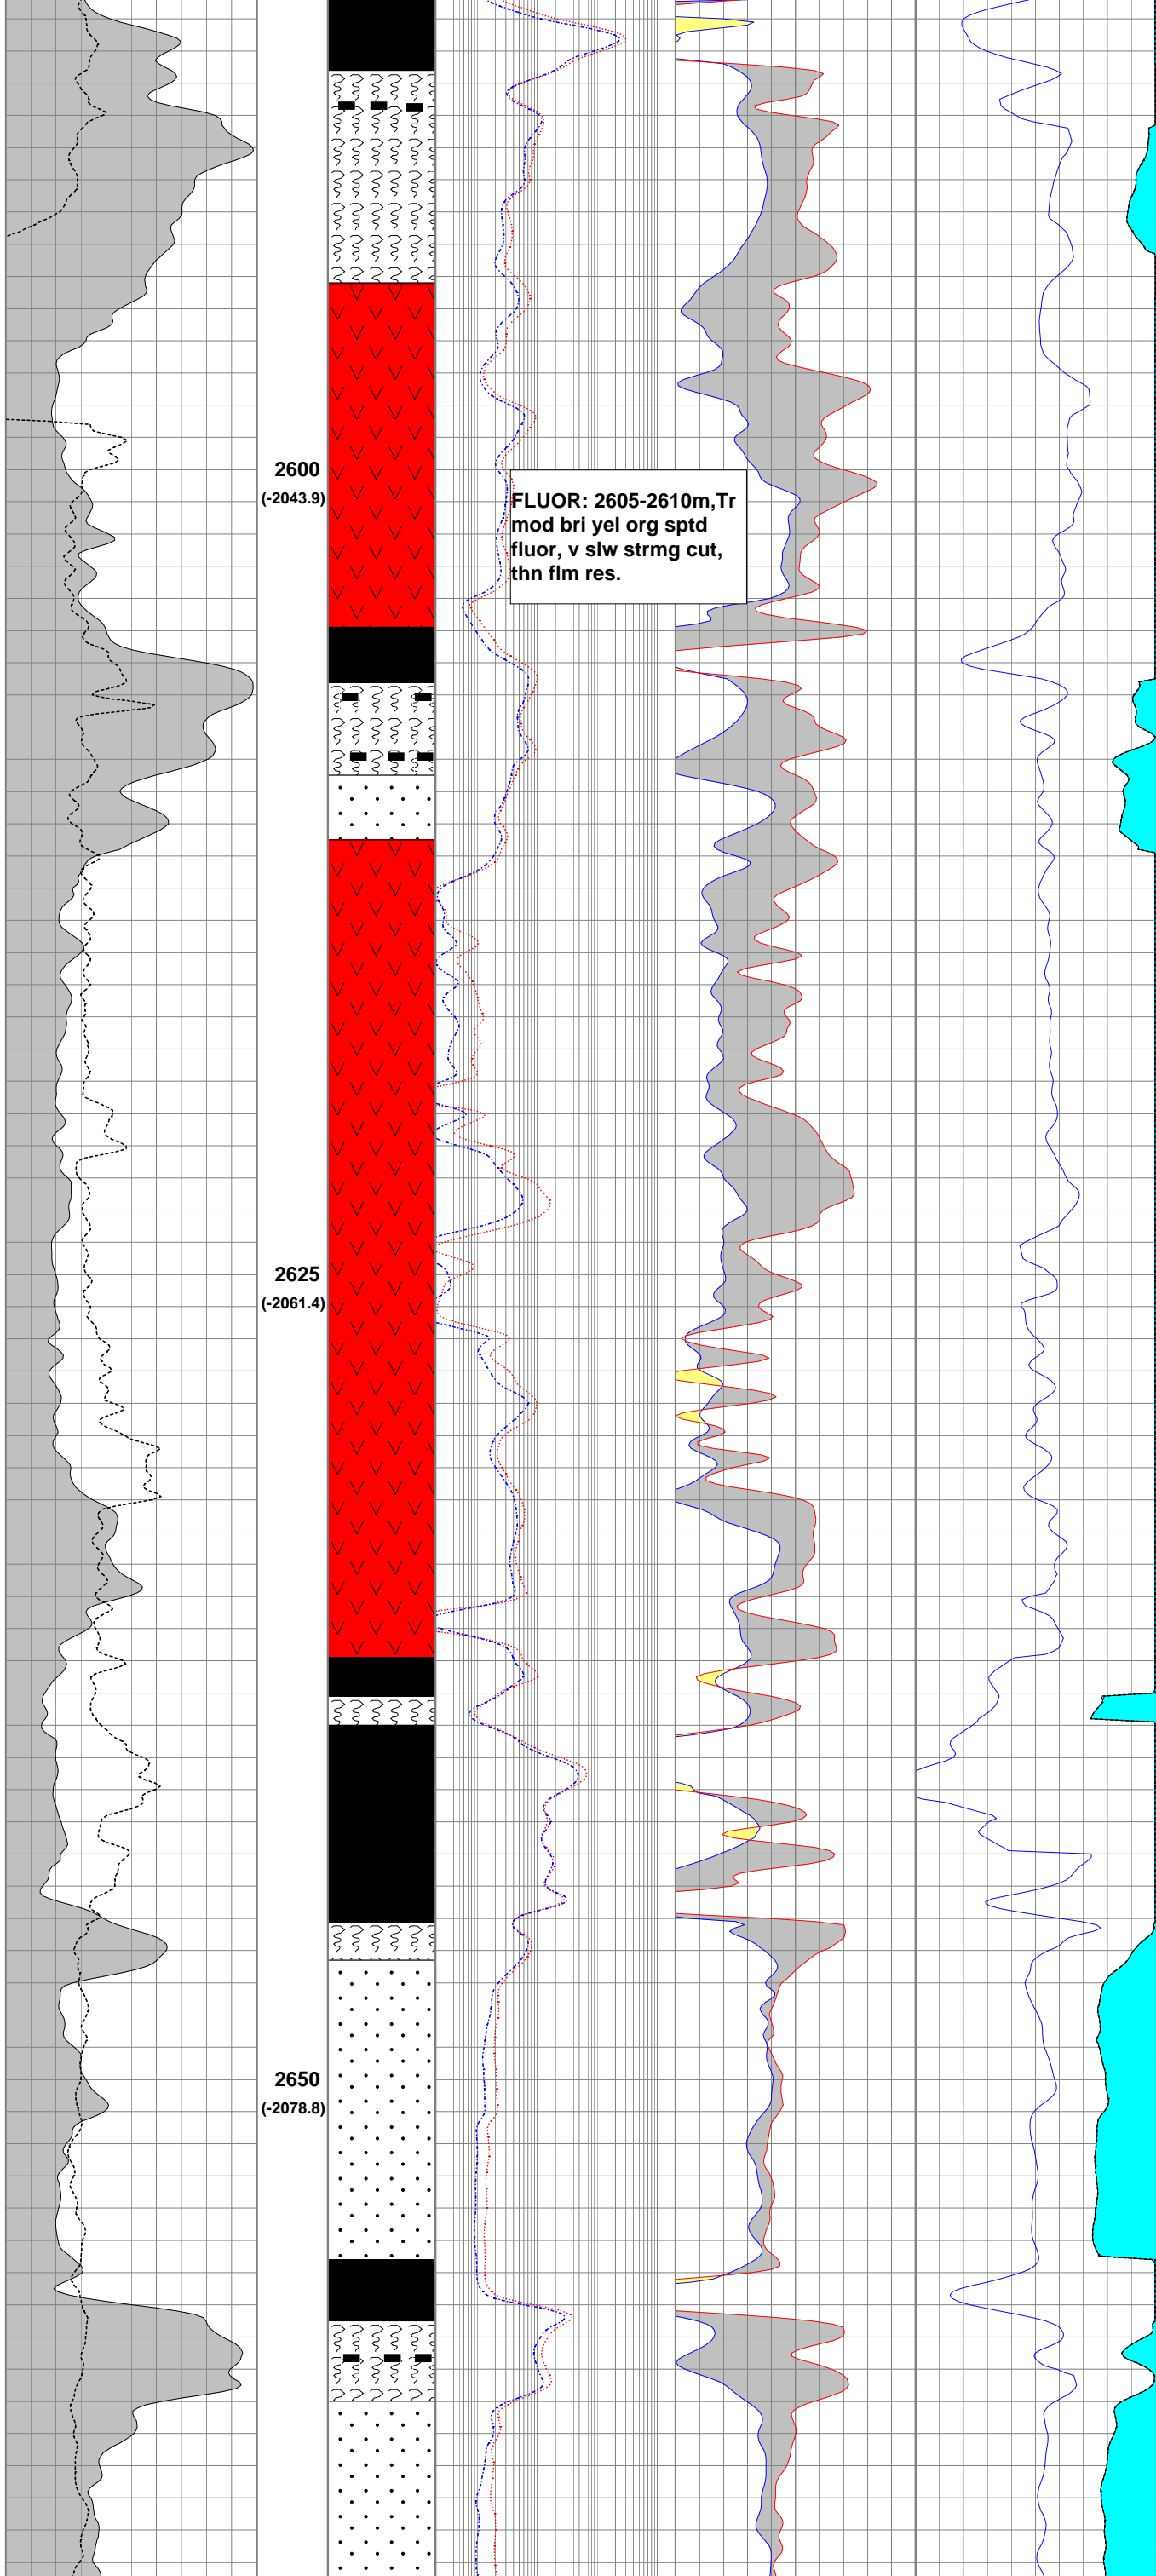 2600
(-2043.9)
FLUOR: 2605-2610m,Tr
mod bri yel org sptd
fluor, v slw strmg cut,
thn flm res.
2625
(-2061.4)
2650
(-2078.8)